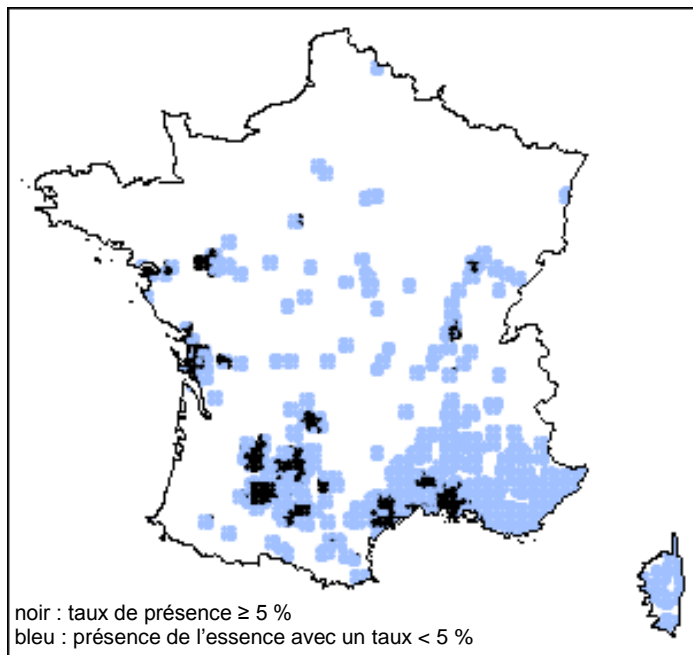 noir : taux de présence ≥ 5 %
bleu : présence de l'essence avec un taux < 5 %